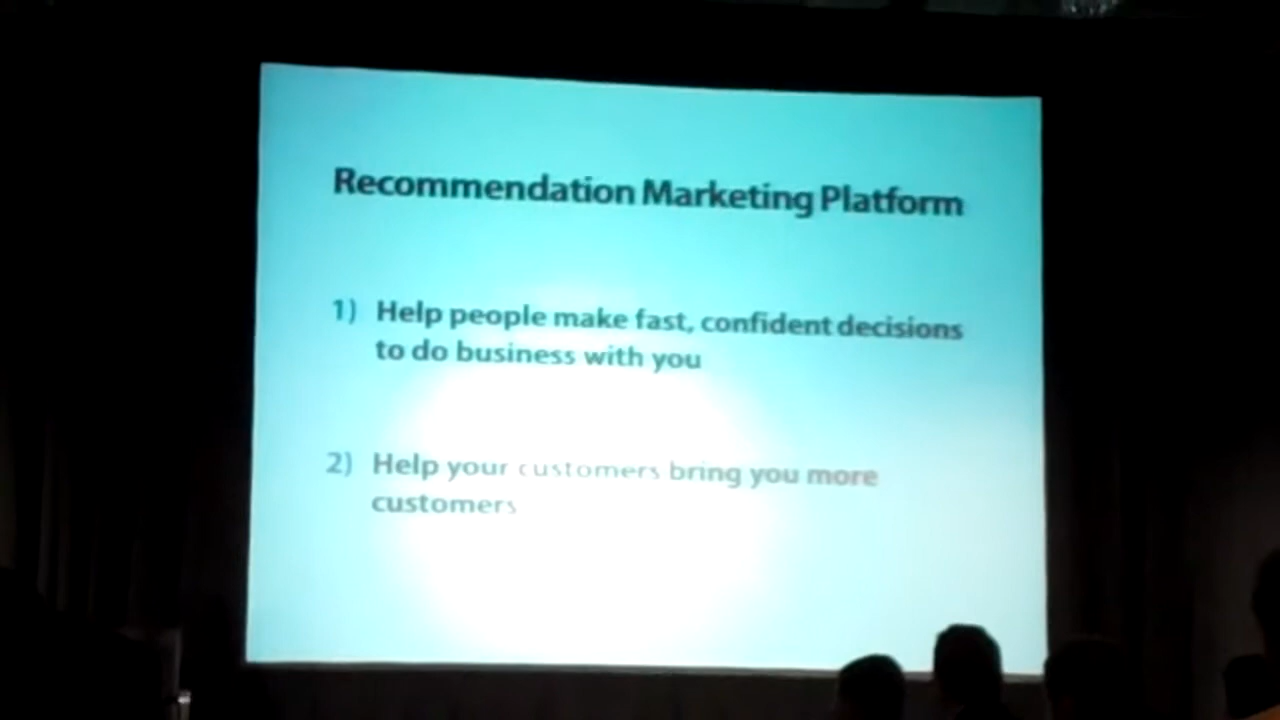 Recommendation Marketing Platform
1) Help people make fast, confident decisions
to do business with you
2) Help your customers bring you more
customers